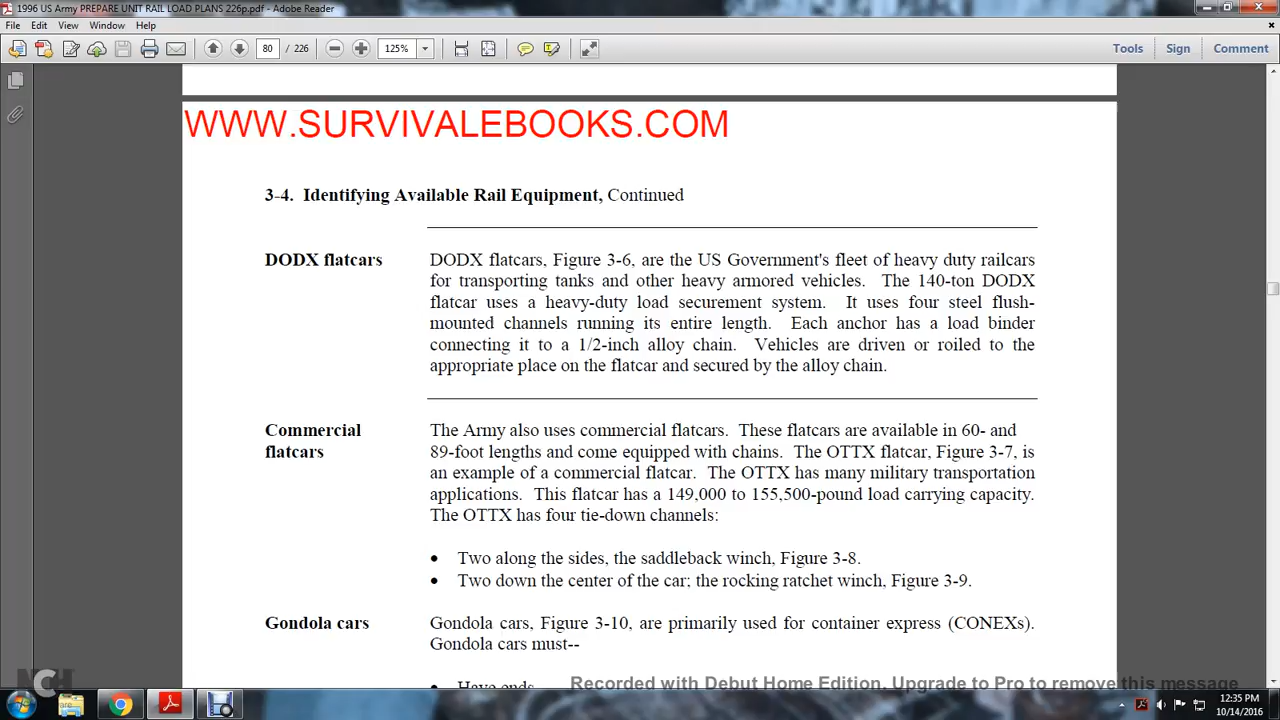 1996 US Army PREPARE UNIT RAIL LOAD PLANS 226p.pdf - Adobe Reader
File Edit View Window Help
80 / 226 125% Tools Sign Comment
WWW.SURVIVALEBOOKS.COM
3-4. Identifying Available Rail Equipment, Continued
DODX flatcars
DODX flatcars, Figure 3-6, are the US Government's fleet of heavy duty railcars
for transporting tanks and other heavy armored vehicles. The 140-ton DODX
flatcar uses a heavy-duty load securement system. It uses four steel flush-
mounted channels running its entire length. Each anchor has a load binder
connecting it to a 1/2-inch alloy chain. Vehicles are driven or roiled to the
appropriate place on the flatcar and secured by the alloy chain.
Commercial
flatcars
The Army also uses commercial flatcars. These flatcars are available in 60- and
89-foot lengths and come equipped with chains. The OTTX flatcar, Figure 3-7, is
an example of a commercial flatcar. The OTTX has many military transportation
applications. This flatcar has a 149,000 to 155,500-pound load carrying capacity.
The OTTX has four tie-down channels:
• Two along the sides, the saddleback winch, Figure 3-8.
• Two down the center of the car; the rocking ratchet winch, Figure 3-9.
Gondola cars
Gondola cars, Figure 3-10, are primarily used for container express (CONEXs).
Gondola cars must--
• Have ends
NCH
Recorded with Debut Home Edition. Upgrade to Pro to remove this message
12:35 PM
10/14/2016